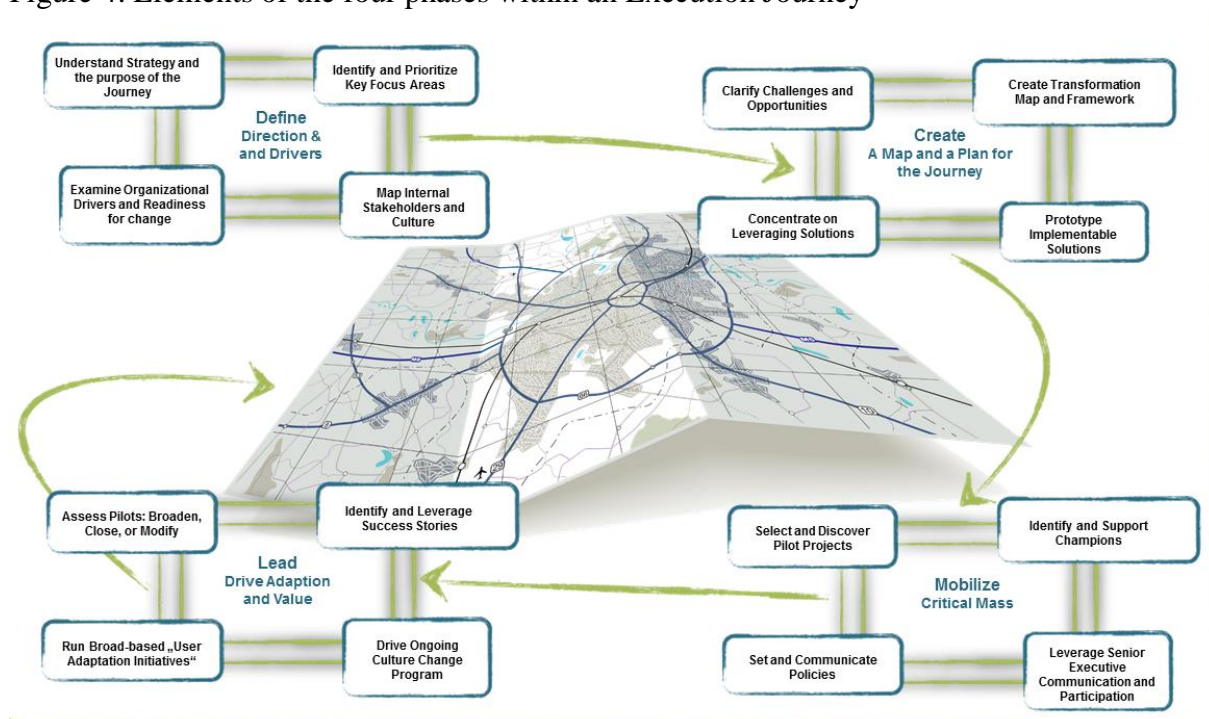 Figure 4: Elements of the four phases within an Execution Journey
Understand Strategy and
the purpose of the
Journey
Identify and Prioritize
Key Focus Areas
Define
Direction &
and Drivers
Examine Organizational
Drivers and Readiness
for change
Map Internal
Stakeholders and
Culture
Clarify Challenges and
Opportunities
Create Transformation
Map and Framework
Create
A Map and a Plan for
the Journey
Concentrate on
Leveraging Solutions
Prototype
Implementable
Solutions
Assess Pilots: Broaden,
Close, or Modify
Identify and Leverage
Success Stories
Lead
Drive Adaption
and Value
Run Broad-based „User
Adaptation Initiatives“
Drive Ongoing
Culture Change
Program
Select and Discover
Pilot Projects
Identify and Support
Champions
Mobilize
Critical Mass
Set and Communicate
Policies
Leverage Senior
Executive
Communication and
Participation